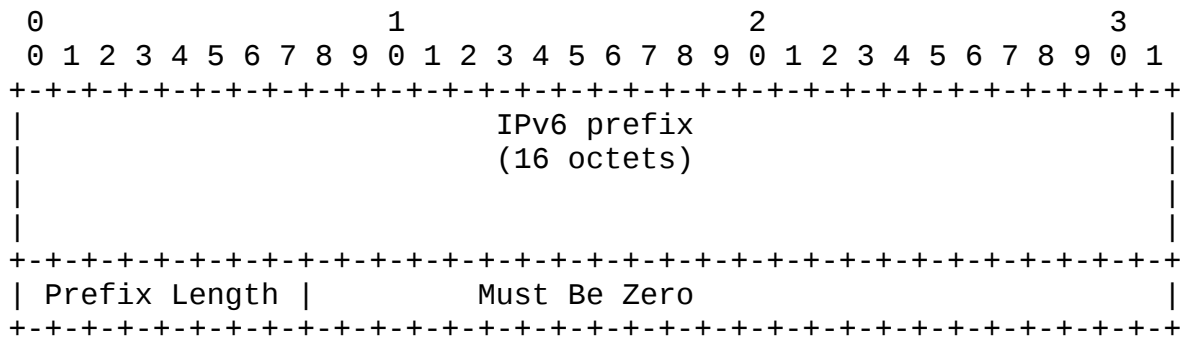 0                   1                   2                   3
 0 1 2 3 4 5 6 7 8 9 0 1 2 3 4 5 6 7 8 9 0 1 2 3 4 5 6 7 8 9 0 1
+-+-+-+-+-+-+-+-+-+-+-+-+-+-+-+-+-+-+-+-+-+-+-+-+-+-+-+-+-+-+-+-+
|                          IPv6 prefix                          |
|                          (16 octets)                          |
|                                                               |
|                                                               |
+-+-+-+-+-+-+-+-+-+-+-+-+-+-+-+-+-+-+-+-+-+-+-+-+-+-+-+-+-+-+-+-+
| Prefix Length |         Must Be Zero                          |
+-+-+-+-+-+-+-+-+-+-+-+-+-+-+-+-+-+-+-+-+-+-+-+-+-+-+-+-+-+-+-+-+